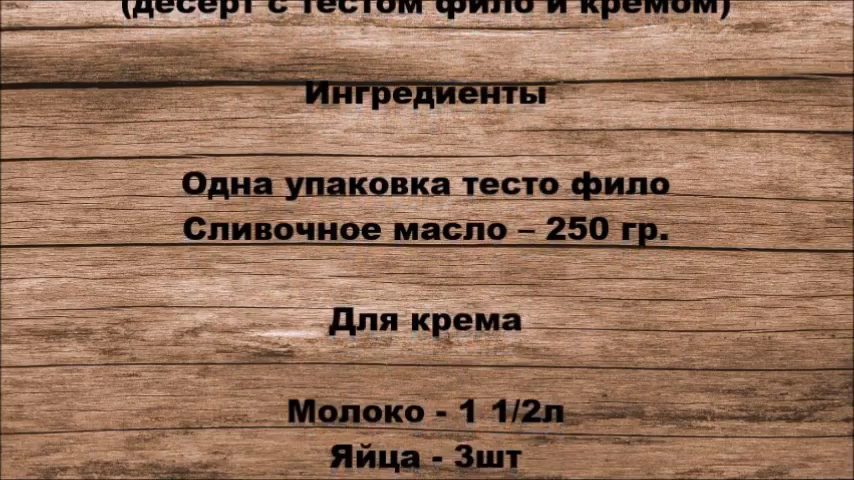 (десерт с тестом фило и кремом)
Ингредиенты
Одна упаковка тесто фило
Сливочное масло – 250 гр.
Для крема
Молоко - 1 1/2л
Яйца - 3шт